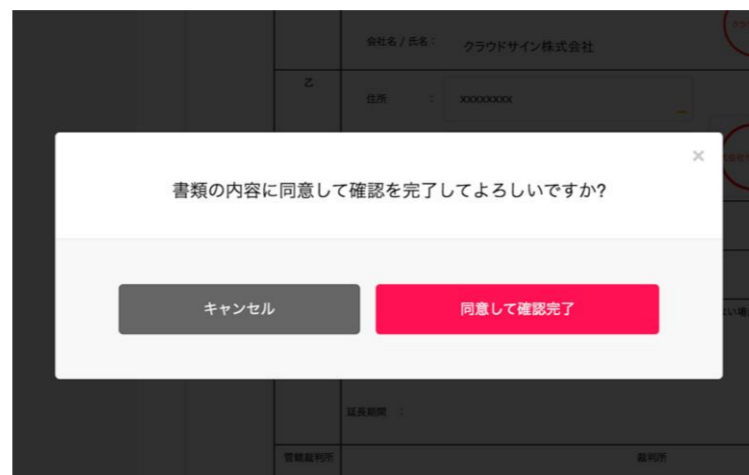 会社名 / 氏名 : クラウドサイン株式会社
乙
住所 : xxxxxxxx
×
書類の内容に同意して確認を完了してよろしいですか?
キャンセル 同意して確認完了
延長期間 :
管轄裁判所 裁判所